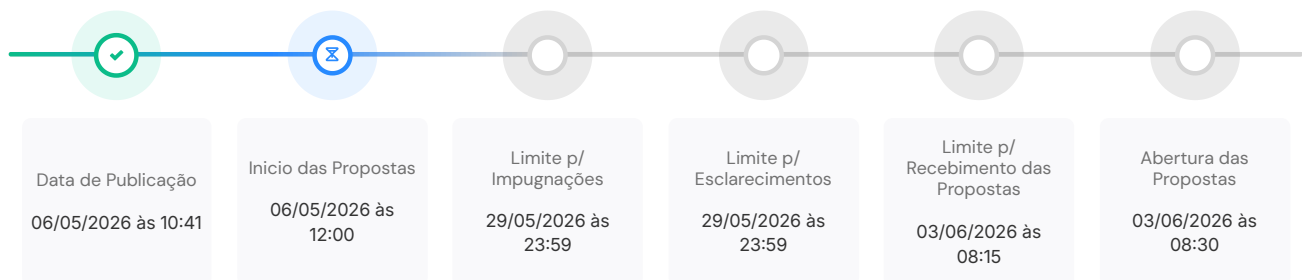 Data de Publicação
06/05/2026 às 10:41
Inicio das Propostas
06/05/2026 às
12:00
Limite p/
Impugnações
29/05/2026 às
23:59
Limite p/
Esclarecimentos
29/05/2026 às
23:59
Limite p/
Recebimento das
Propostas
03/06/2026 às
08:15
Abertura das
Propostas
03/06/2026 às
08:30